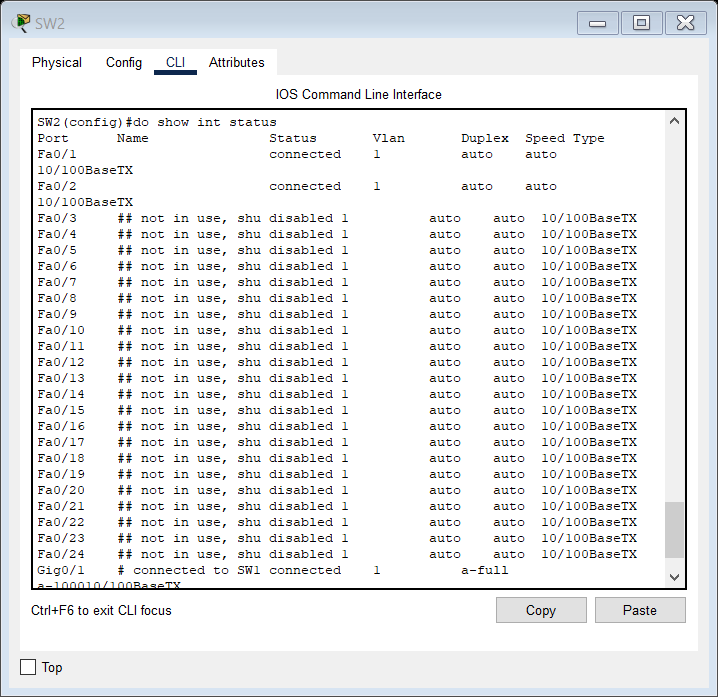 SW2
Physical Config CLI Attributes
IOS Command Line Interface
SW2(config)#do show int status
Port Name Status Vlan Duplex Speed Type
Fa0/1 connected 1 auto auto
10/100BaseTX
Fa0/2 connected 1 auto auto
10/100BaseTX
Fa0/3 ## not in use, shu disabled 1 auto auto 10/100BaseTX
Fa0/4 ## not in use, shu disabled 1 auto auto 10/100BaseTX
Fa0/5 ## not in use, shu disabled 1 auto auto 10/100BaseTX
Fa0/6 ## not in use, shu disabled 1 auto auto 10/100BaseTX
Fa0/7 ## not in use, shu disabled 1 auto auto 10/100BaseTX
Fa0/8 ## not in use, shu disabled 1 auto auto 10/100BaseTX
Fa0/9 ## not in use, shu disabled 1 auto auto 10/100BaseTX
Fa0/10 ## not in use, shu disabled 1 auto auto 10/100BaseTX
Fa0/11 ## not in use, shu disabled 1 auto auto 10/100BaseTX
Fa0/12 ## not in use, shu disabled 1 auto auto 10/100BaseTX
Fa0/13 ## not in use, shu disabled 1 auto auto 10/100BaseTX
Fa0/14 ## not in use, shu disabled 1 auto auto 10/100BaseTX
Fa0/15 ## not in use, shu disabled 1 auto auto 10/100BaseTX
Fa0/16 ## not in use, shu disabled 1 auto auto 10/100BaseTX
Fa0/17 ## not in use, shu disabled 1 auto auto 10/100BaseTX
Fa0/18 ## not in use, shu disabled 1 auto auto 10/100BaseTX
Fa0/19 ## not in use, shu disabled 1 auto auto 10/100BaseTX
Fa0/20 ## not in use, shu disabled 1 auto auto 10/100BaseTX
Fa0/21 ## not in use, shu disabled 1 auto auto 10/100BaseTX
Fa0/22 ## not in use, shu disabled 1 auto auto 10/100BaseTX
Fa0/23 ## not in use, shu disabled 1 auto auto 10/100BaseTX
Fa0/24 ## not in use, shu disabled 1 auto auto 10/100BaseTX
Gig0/1 # connected to SW1 connected 1 a-full
a-100010/100BaseTX
Ctrl+F6 to exit CLI focus
Copy Paste
Top